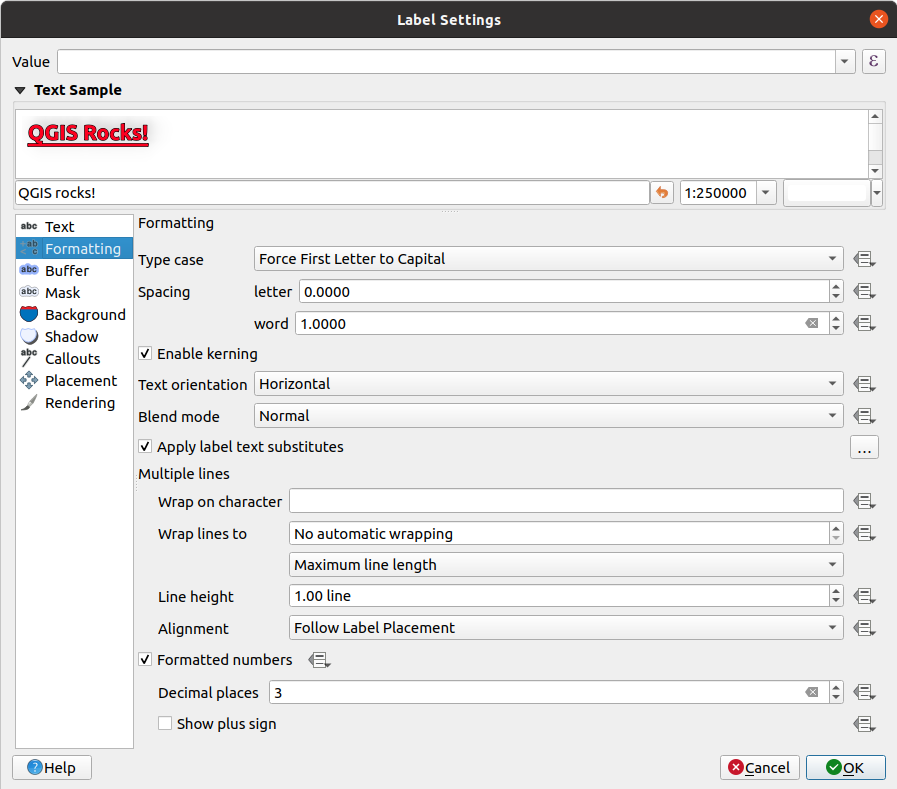 Label Settings
Value
ε
Text Sample
QGIS Rocks!
QGIS rocks!
1:250000
abc Text
Formatting
abc Buffer
abc Mask
Background
Shadow
abc Callouts
Placement
Rendering
Formatting
Type case Force First Letter to Capital
Spacing letter 0.0000
word 1.0000
Enable kerning
Text orientation Horizontal
Blend mode Normal
Apply label text substitutes ...
Multiple lines
Wrap on character
Wrap lines to No automatic wrapping
Maximum line length
Line height 1.00 line
Alignment Follow Label Placement
Formatted numbers
Decimal places 3
Show plus sign
Help
Cancel
OK